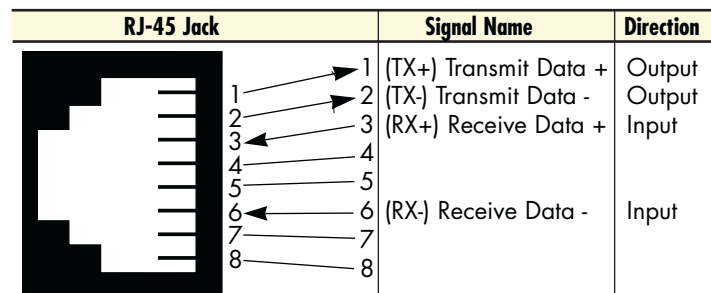 RJ-45 Jack Signal Name Direction
1 1 (TX+) Transmit Data + Output
2 2 (TX-) Transmit Data - Output
3 3 (RX+) Receive Data + Input
4 4
5 5
6 6 (RX-) Receive Data - Input
7 7
8 8